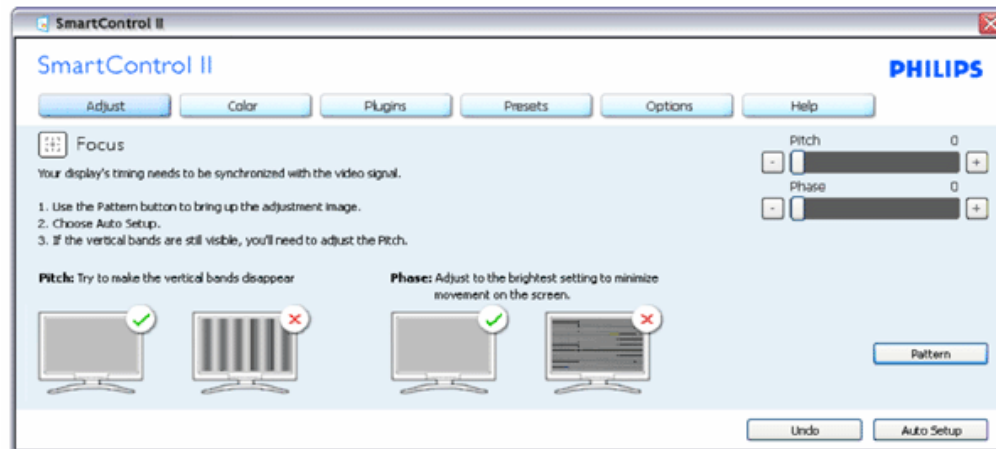 SmartControl II
SmartControl II
PHILIPS
Adjust Color Plugins Presets Options Help
Focus
Your display's timing needs to be synchronized with the video signal.
1. Use the Pattern button to bring up the adjustment image.
2. Choose Auto Setup.
3. If the vertical bands are still visible, you'll need to adjust the Pitch.
Pitch 0
- +
Phase 0
- +
Pitch: Try to make the vertical bands disappear
Phase: Adjust to the brightest setting to minimize
movement on the screen.
Pattern
Undo Auto Setup